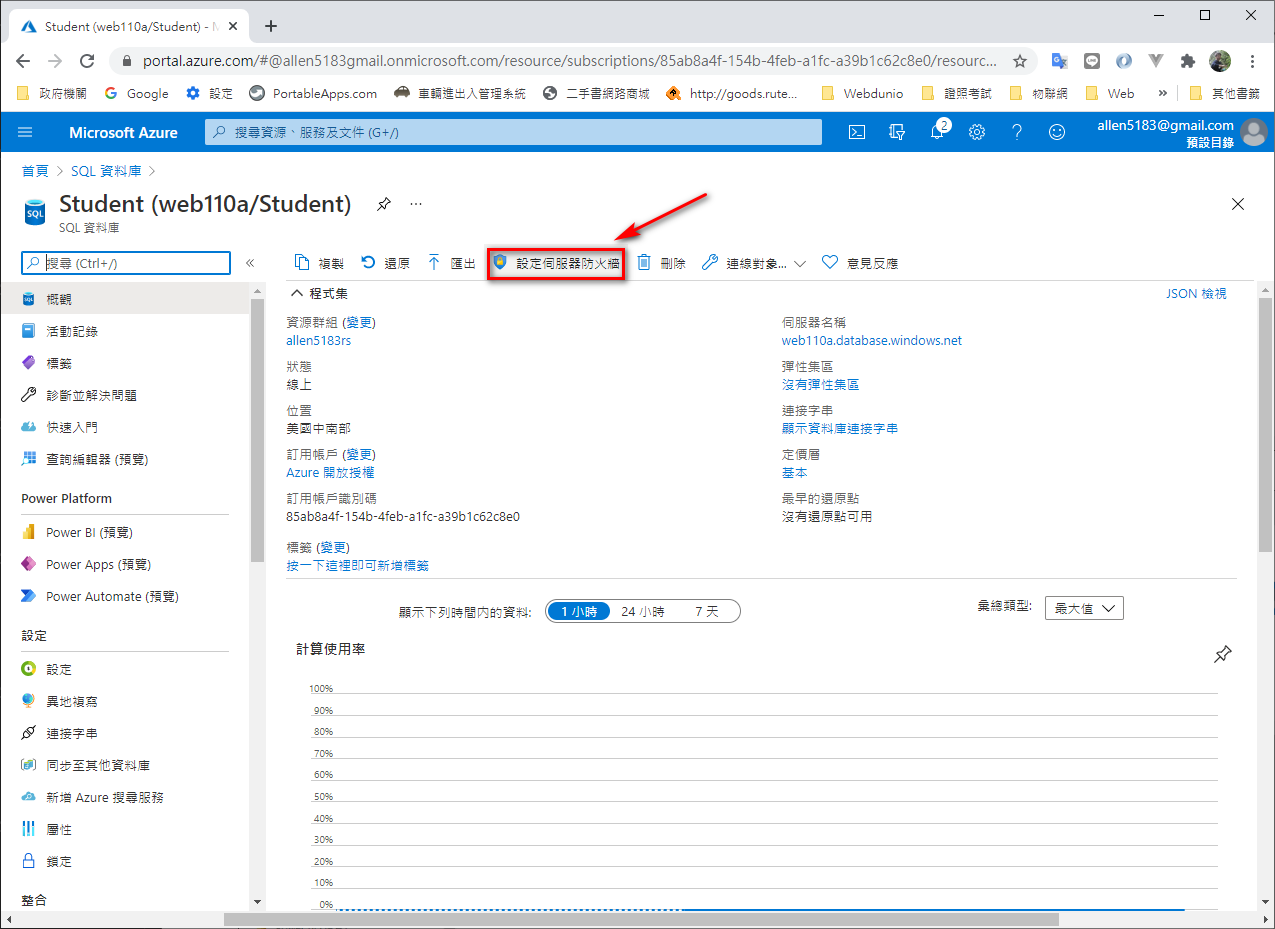 Student (web110a/Student) - M
portal.azure.com/#@allen5183gmail.onmicrosoft.com/resource/subscriptions/85ab8a4f-154b-4feb-a1fc-a39b1c62c8e0/resourc...
政府機關 Google 設定 PortableApps.com 車輛進出入管理系統 二手書網路商城 http://goods.rute... Webdunio 證照考試 物聯網 Web » 其他書籤
Microsoft Azure 搜尋資源、服務及文件 (G+/) 2 allen5183@gmail.com
預設目錄
首頁 > SQL 資料庫 >
SQL Student (web110a/Student) ...
SQL 資料庫
搜尋 (Ctrl+/) « 複製 還原 匯出 設定伺服器防火牆 刪除 連線對象... 意見反應
概觀
活動記錄
標籤
診斷並解決問題
快速入門
查詢編輯器 (預覽)
Power Platform
Power BI (預覽)
Power Apps (預覽)
Power Automate (預覽)
設定
設定
異地複寫
連接字串
同步至其他資料庫
新增 Azure 搜尋服務
屬性
鎖定
整合
程式集 JSON 檢視
資源群組 (變更)
allen5183rs
狀態
線上
位置
美國中南部
訂用帳戶 (變更)
Azure 開放授權
訂用帳戶識別碼
85ab8a4f-154b-4feb-a1fc-a39b1c62c8e0
標籤 (變更)
按一下這裡即可新增標籤
伺服器名稱
web110a.database.windows.net
彈性集區
沒有彈性集區
連接字串
顯示資料庫連接字串
定價層
基本
最早的還原點
沒有還原點可用
顯示下列時間內的資料: 1 小時 24 小時 7 天 彙總類型: 最大值
計算使用率
100%
90%
80%
70%
60%
50%
40%
30%
20%
10%
0%